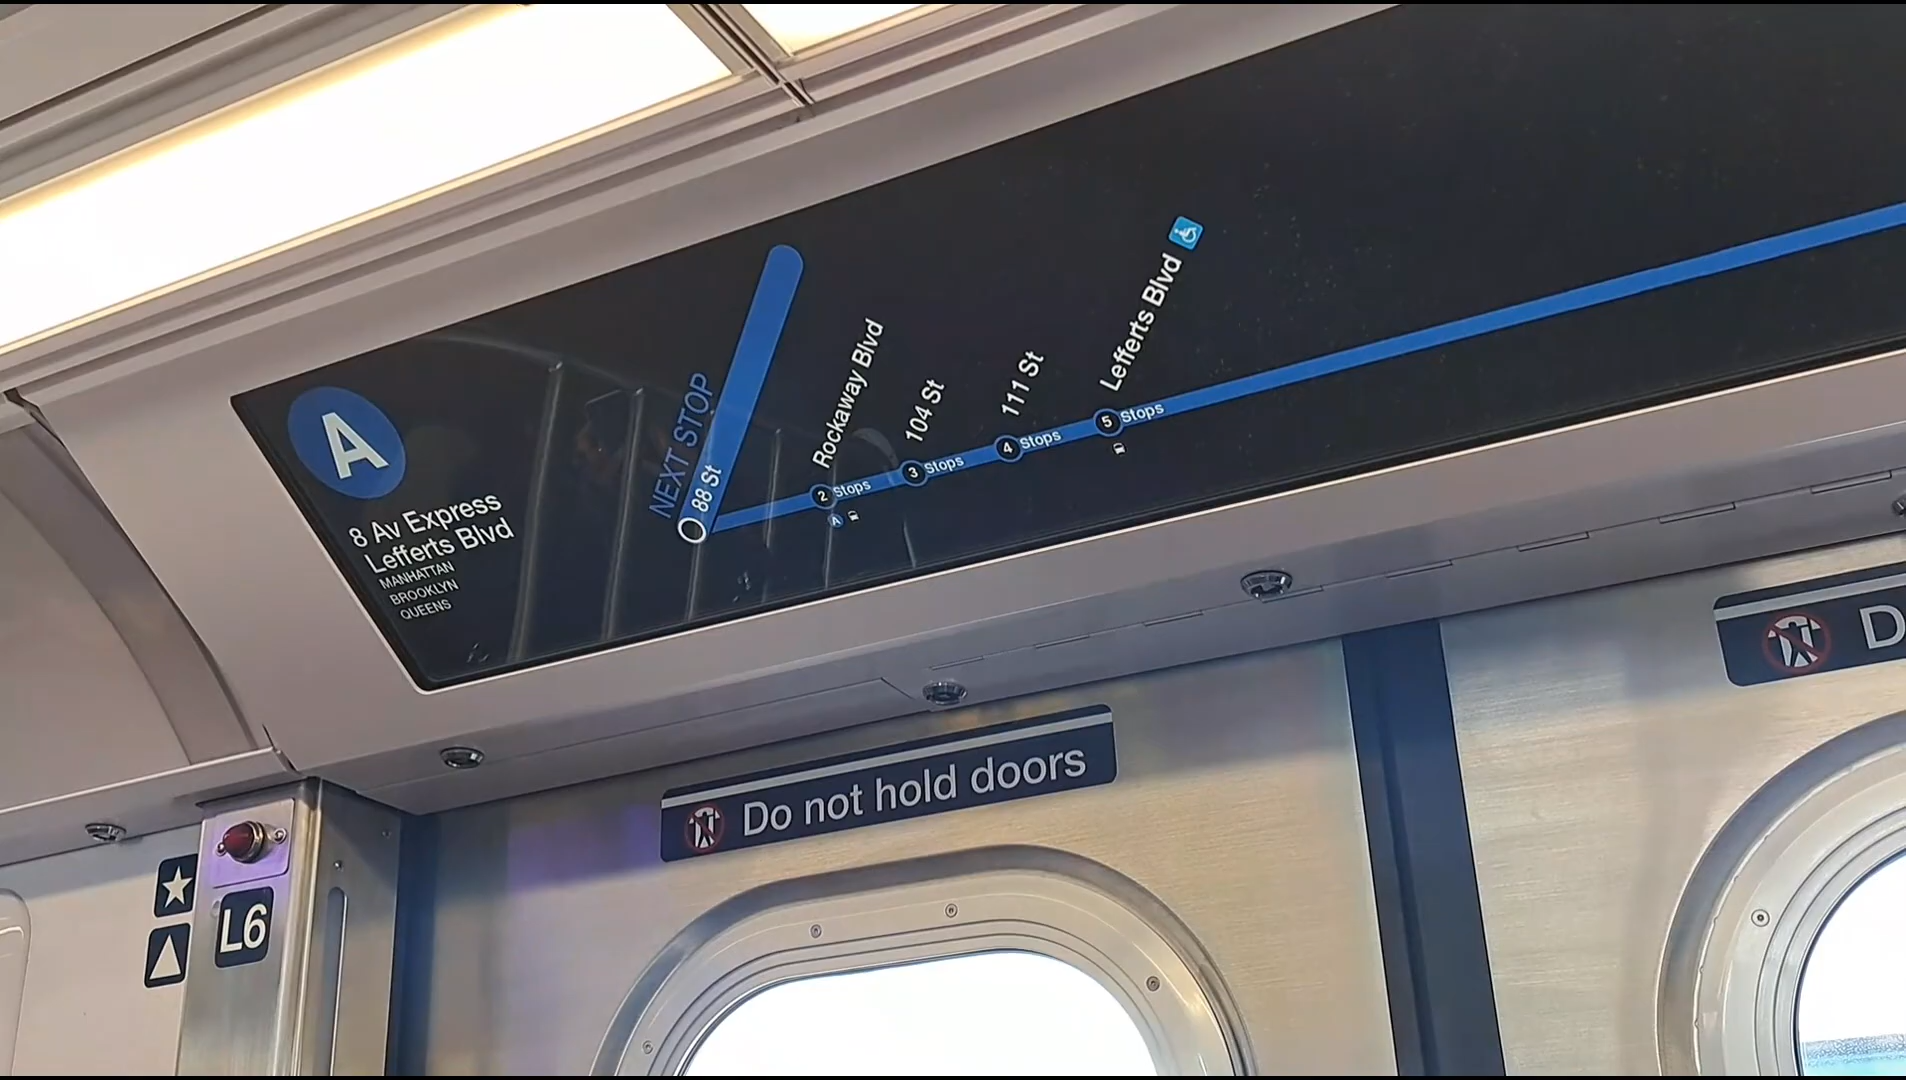 A
8 Av Express
Lefferts Blvd
MANHATTAN
BROOKLYN
QUEENS
NEXT STOP
88 St
Rockaway Blvd
2 Stops
A
104 St
3 Stops
111 St
4 Stops
Lefferts Blvd
5 Stops
Do not hold doors
D
L6